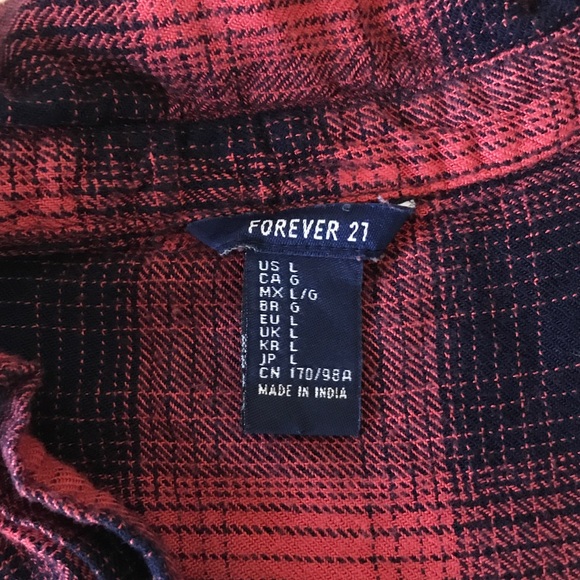 FOREVER 21
US L
CA G
MX L/G
BR G
EU L
UK L
KR L
JP L
CN 170/98A
MADE IN INDIA